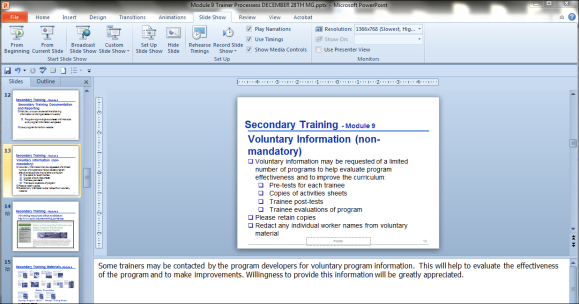 Module 9 Trainer Processess DECEMBER 28TH MG.pptx - Microsoft PowerPoint
File Home Insert Design Transitions Animations Slide Show Review View Acrobat
From Beginning
From Current Slide
Broadcast Slide Show
Custom Slide Show
Set Up Slide Show
Hide Slide
Rehearse Timings
Record Slide Show
Play Narrations
Use Timings
Show Media Controls
Resolution: 1366x768 (Slowest, Hig...
Show On:
Use Presenter View
Start Slide Show
Set Up
Monitors
Slides Outline
12
Secondary Training - Module 9
Secondary Training Documentation
and Reporting
13
Secondary Training - Module 9
Voluntary Information (non-
mandatory)
14
Secondary Training - Module 9
15
Secondary Training Materials
Secondary Training - Module 9
Voluntary Information (non-
mandatory)
Voluntary information may be requested of a limited
number of programs to help evaluate program
effectiveness and to improve the curriculum:
Pre-tests for each trainee
Copies of activities sheets
Trainee post-tests
Trainee evaluations of program
Please retain copies
Redact any individual worker names from voluntary
material
Some trainers may be contacted by the program developers for voluntary program information. This will help to evaluate the effectiveness
of the program and to make improvements. Willingness to provide this information will be greatly appreciated.